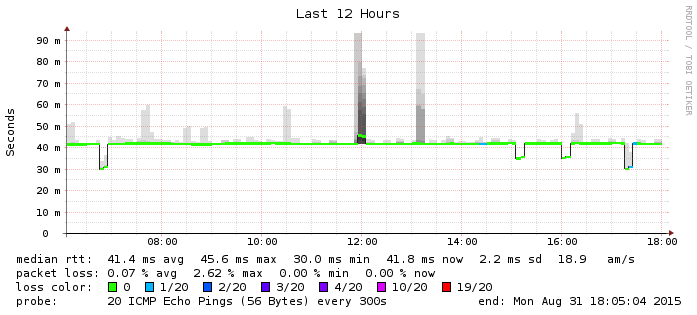 Last 12 Hours
RRDTOOL / TOBI OETIKER
Seconds
90 m
80 m
70 m
60 m
50 m
40 m
30 m
20 m
10 m
0
08:00 10:00 12:00 14:00 16:00 18:00
median rtt: 41.4 ms avg 45.6 ms max 30.0 ms min 41.8 ms now 2.2 ms sd 18.9 am/s
packet loss: 0.07 % avg 2.62 % max 0.00 % min 0.00 % now
loss color: 0 1/20 2/20 3/20 4/20 10/20 19/20
probe: 20 ICMP Echo Pings (56 Bytes) every 300s end: Mon Aug 31 18:05:04 2015